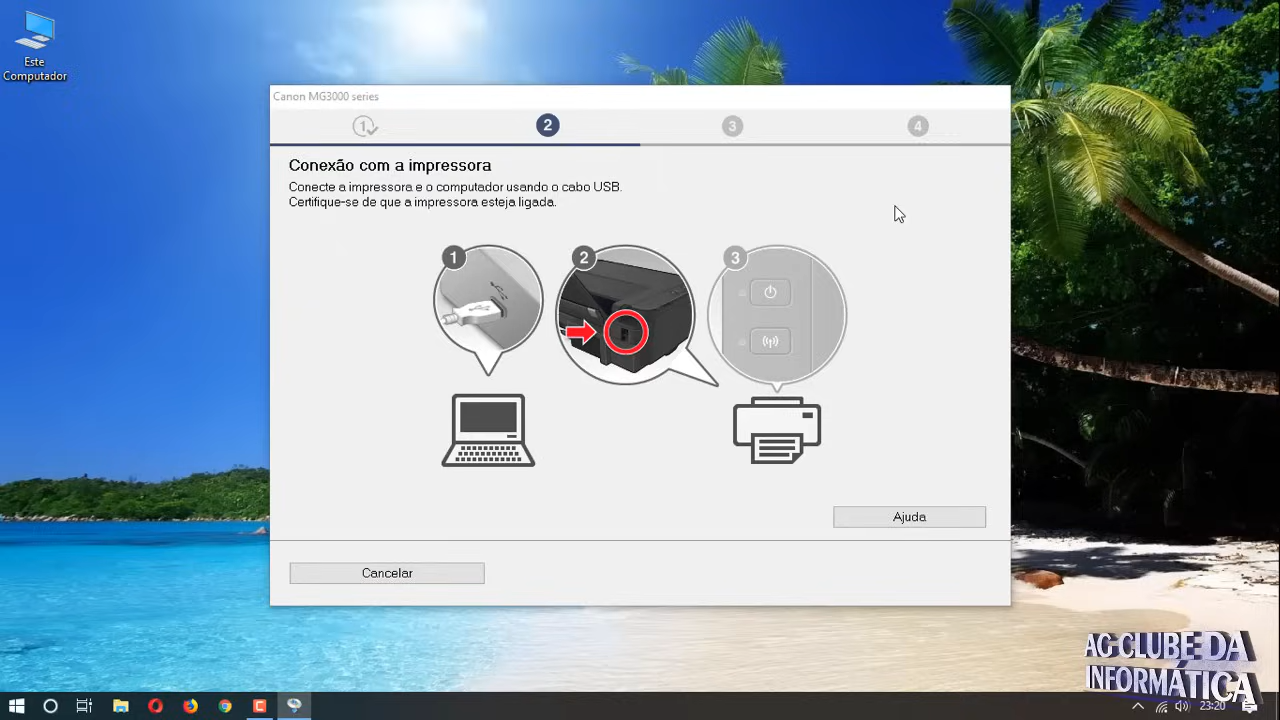 Este
Computador
Canon MG3000 series
1
2
3
4
Conexão com a impressora
Conecte a impressora e o computador usando o cabo USB.
Certifique-se de que a impressora esteja ligada.
1
2
3
Ajuda
Cancelar
AG CLUBE DA
INFORMÁTICA
23:20